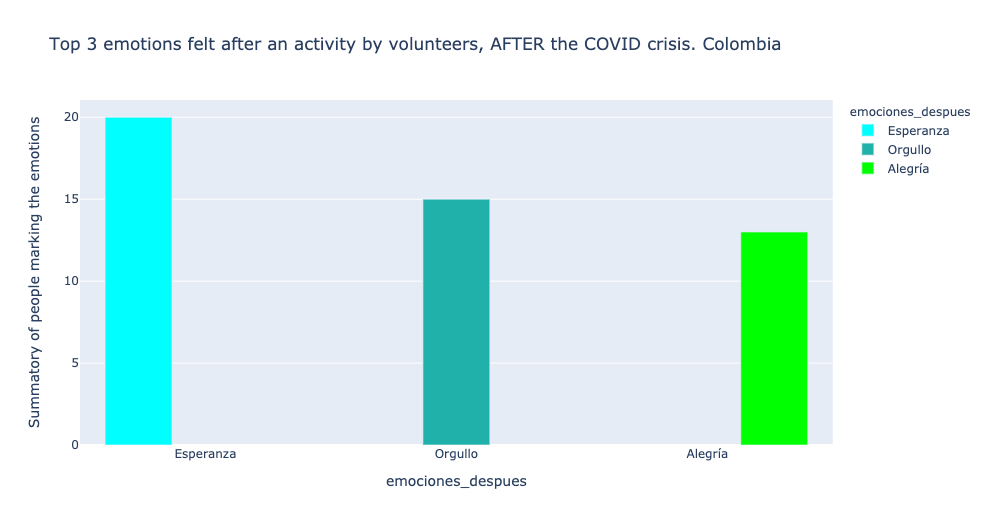 Top 3 emotions felt after an activity by volunteers, AFTER the COVID crisis. Colombia
Summatory of people marking the emotions
20
15
10
5
0
Esperanza
Orgullo
Alegría
emociones_despues
emociones_despues
Esperanza
Orgullo
Alegría